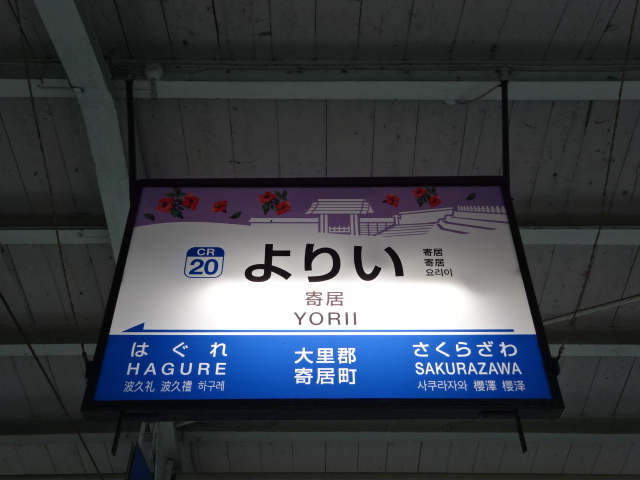 CR
20
よりい
寄居
寄居
요리이
寄居
YORII
はぐれ
HAGURE
波久礼 波久禮 하구레
大里郡
寄居町
さくらざわ
SAKURAZAWA
사쿠라자와 櫻澤 樱泽